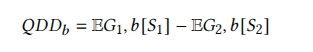 QDD_b = 𝔼G_1, b[S_1] − 𝔼G_2, b[S_2]